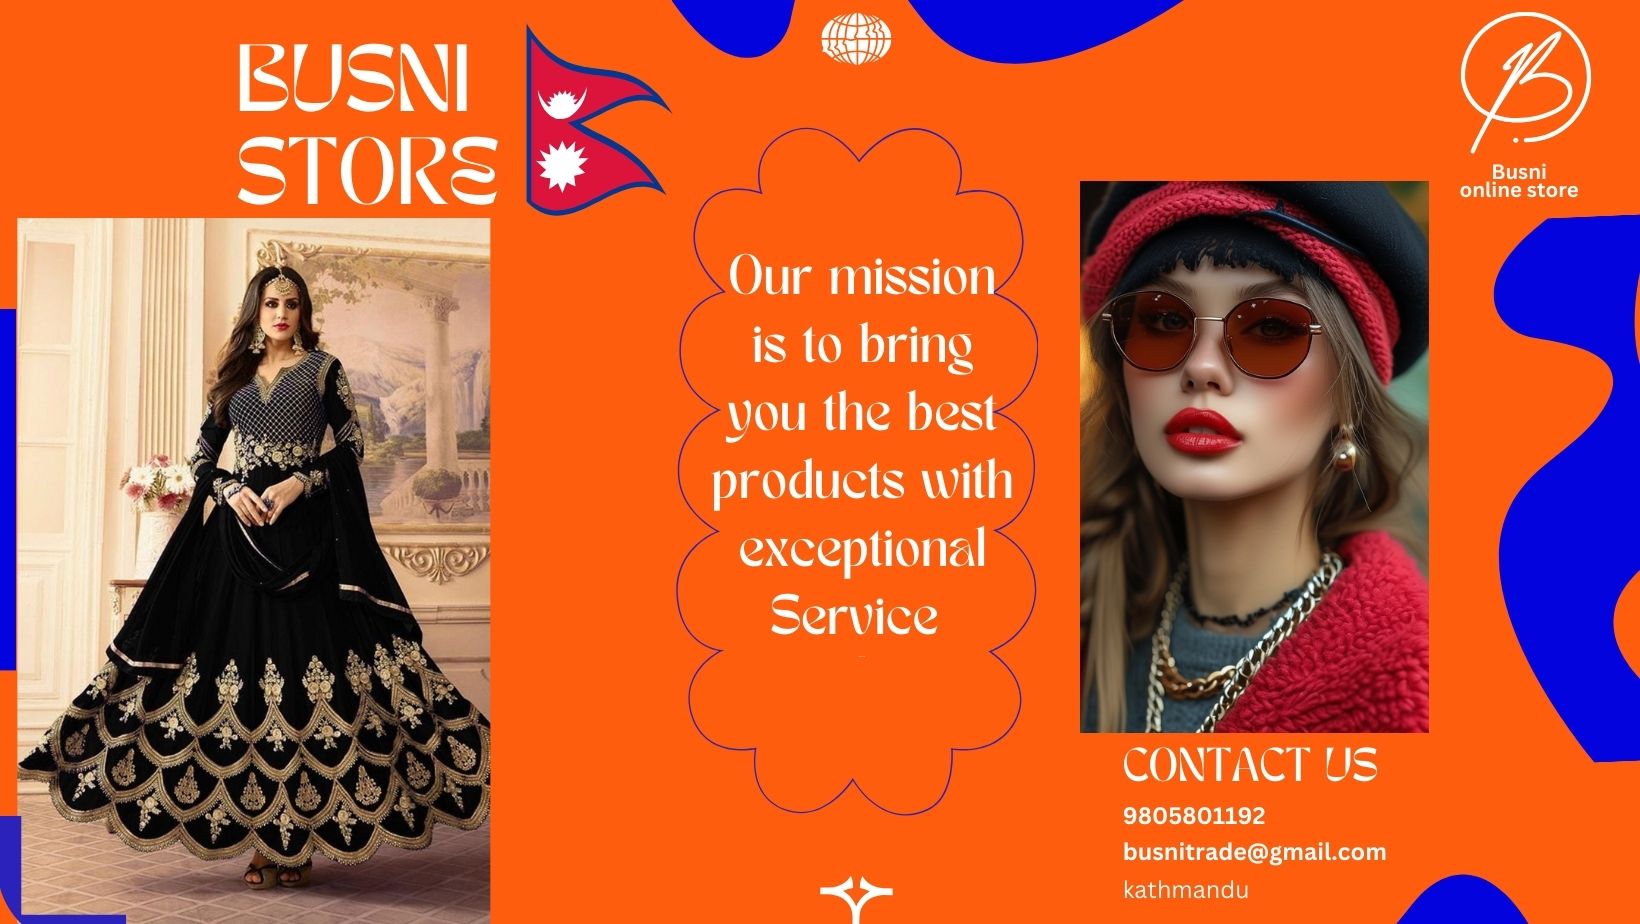 BUSNI
STORE
Our mission
is to bring
you the best
products with
exceptional
Service
Busni
online store
CONTACT US
9805801192
busnitrade@gmail.com
kathmandu